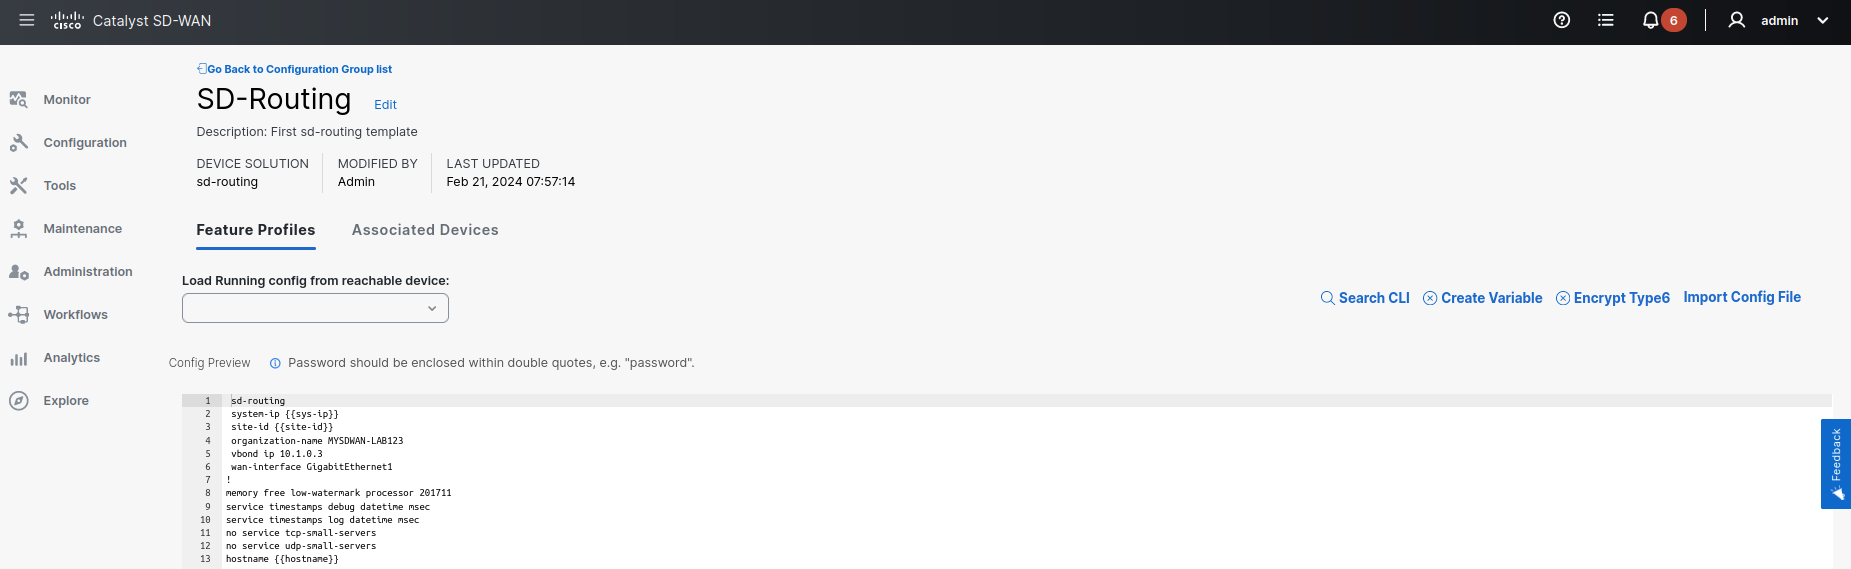 cisco Catalyst SD-WAN 6 admin
Go Back to Configuration Group list
SD-Routing Edit
Description: First sd-routing template
DEVICE SOLUTION MODIFIED BY LAST UPDATED
sd-routing Admin Feb 21, 2024 07:57:14
Feature Profiles Associated Devices
Monitor
Configuration
Tools
Maintenance
Administration
Workflows
Analytics
Explore
Load Running config from reachable device:
Search CLI Create Variable Encrypt Type6 Import Config File
Config Preview Password should be enclosed within double quotes, e.g. "password".
1 sd-routing
2 system-ip {{sys-ip}}
3 site-id {{site-id}}
4 organization-name MYSDWAN-LAB123
5 vbond ip 10.1.0.3
6 wan-interface GigabitEthernet1
7 !
8 memory free low-watermark processor 201711
9 service timestamps debug datetime msec
10 service timestamps log datetime msec
11 no service tcp-small-servers
12 no service udp-small-servers
13 hostname {{hostname}}
Feedback